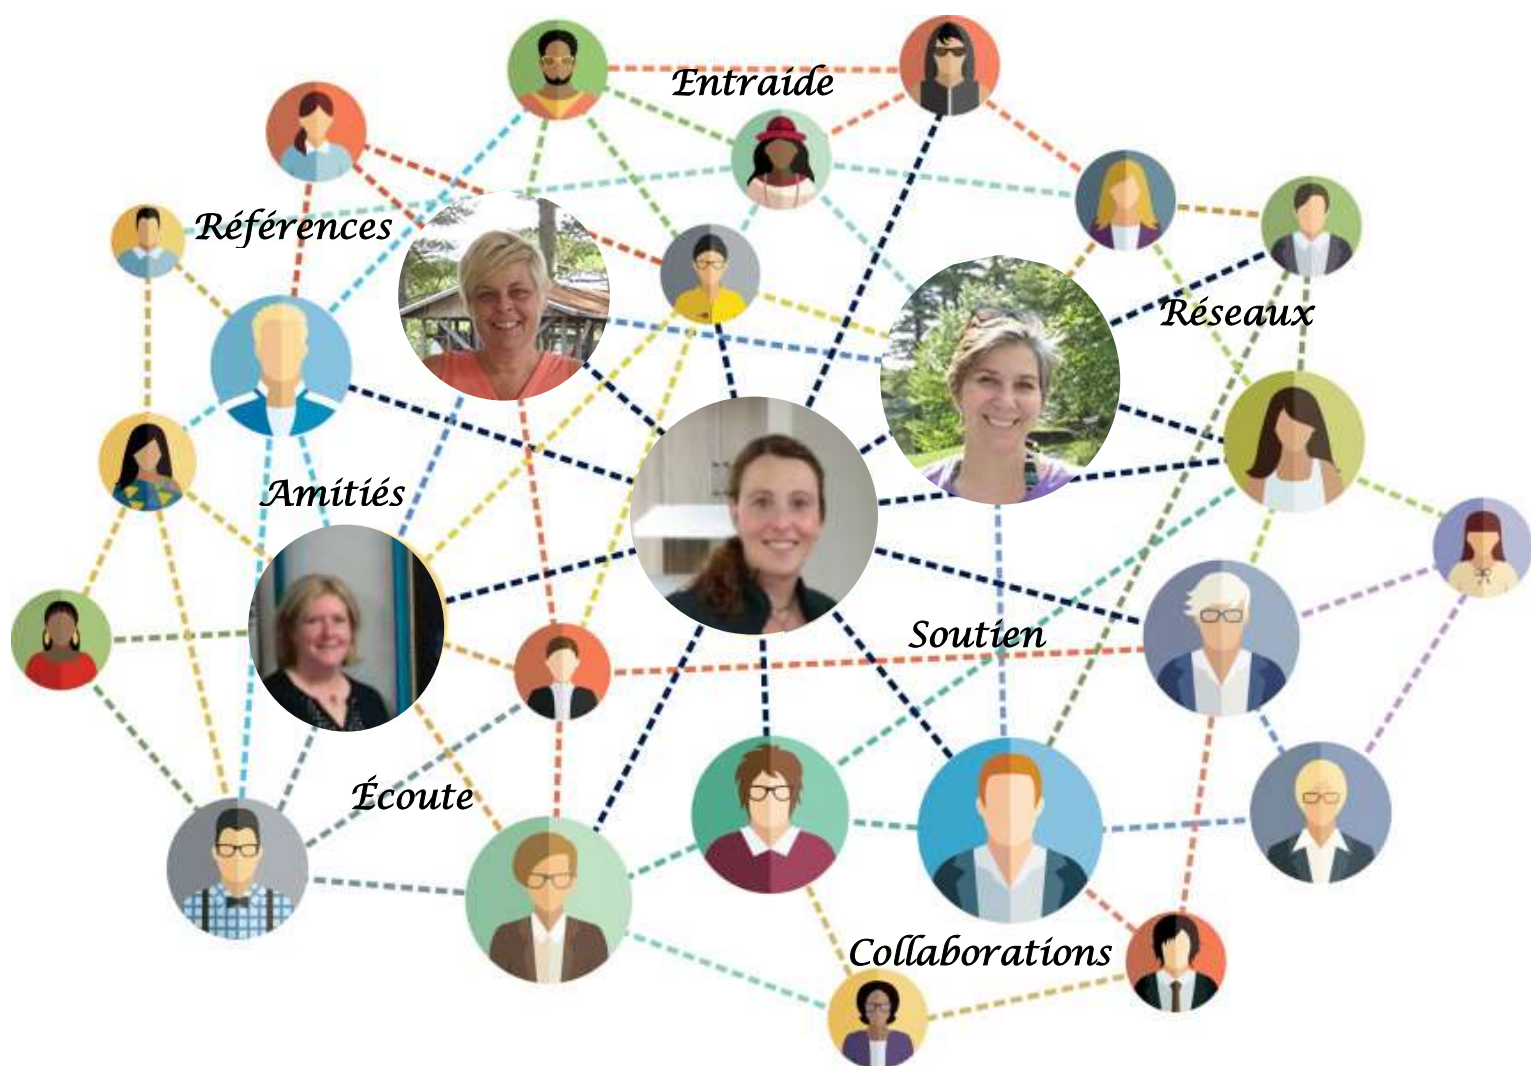 Entraide
Références
Réseaux
Amitiés
Soutien
Écoute
Collaborations